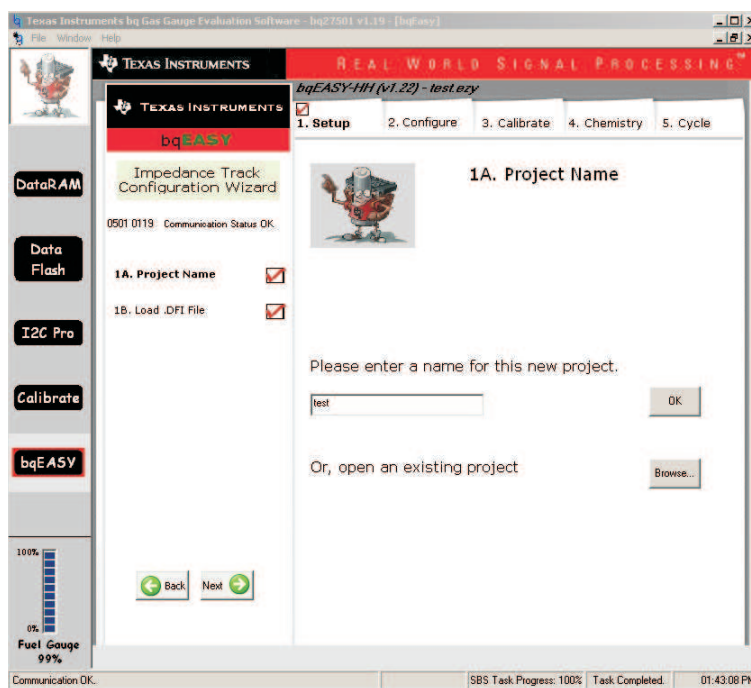 Texas Instruments bq Gas Gauge Evaluation Software - bq27501 v1.19 - [bqEasy]
File Window Help
TEXAS INSTRUMENTS
REAL WORLD SIGNAL PROCESSING™
bqEASY-HH (v1.22) - test.ezy
TEXAS INSTRUMENTS
bqEASY
1. Setup
2. Configure
3. Calibrate
4. Chemistry
5. Cycle
Impedance Track
Configuration Wizard
0501 0119 Communication Status OK
1A. Project Name
1B. Load .DFI File
1A. Project Name
Please enter a name for this new project.
test
OK
Or, open an existing project
Browse...
Back
Next
DataRAM
Data
Flash
I2C Pro
Calibrate
bqEASY
100%
0%
Fuel Gauge
99%
Communication OK.
SBS Task Progress: 100%
Task Completed.
01:43:08 PM